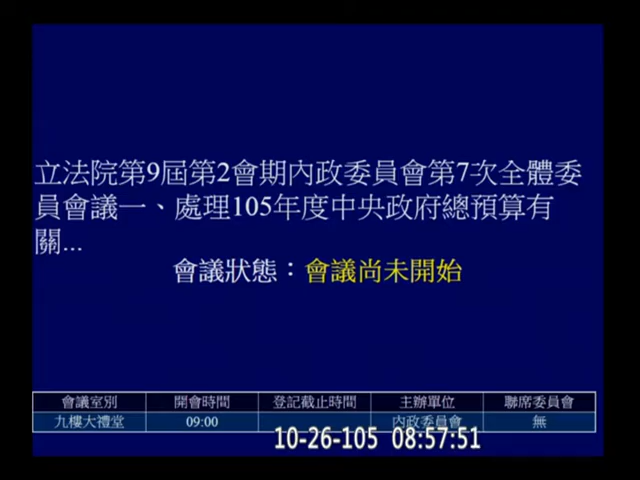 立法院第9屆第2會期內政委員會第7次全體委
員會議一、處理105年度中央政府總預算有
關...
會議狀態：會議尚未開始
會議室別 開會時間 登記截止時間 主辦單位 聯席委員會
九樓大禮堂 09:00 內政委員會 無
10-26-105 08:57:51